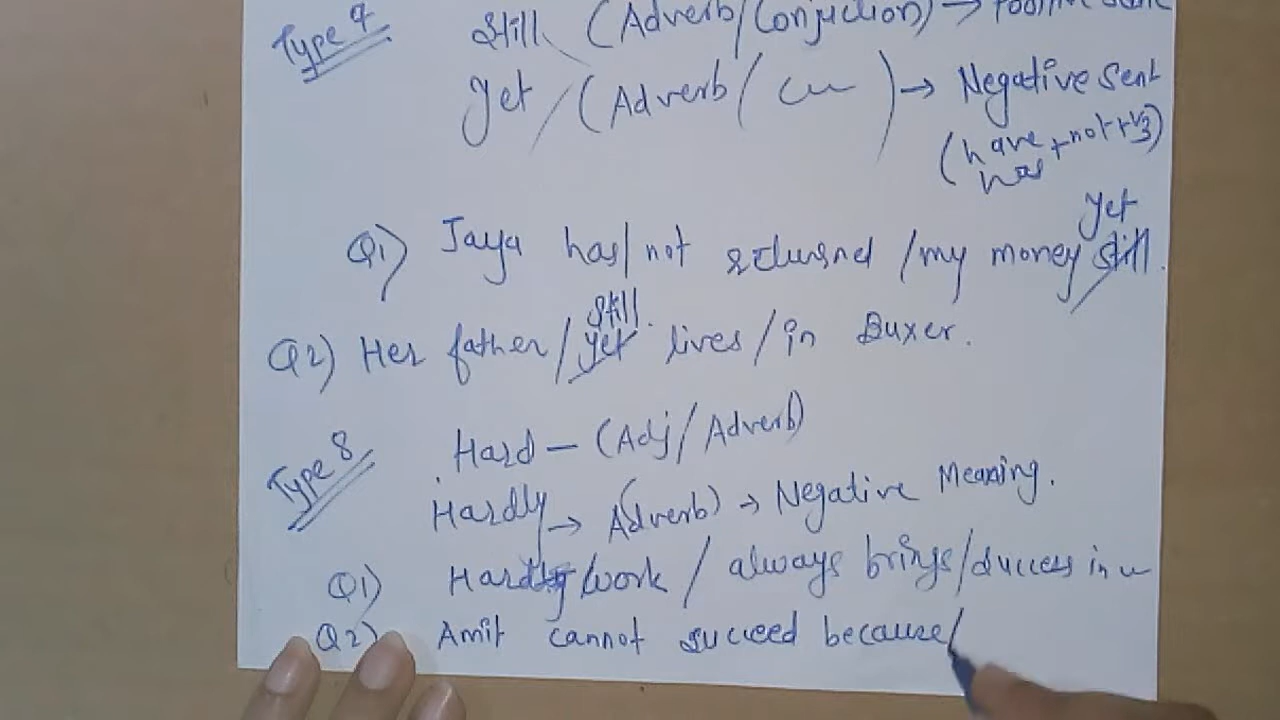 Type 7 Still (Adverb/Conjuction) → Positive Sent
Yet / (Adverb / ) → Negative Sent
(have + not + V3)
has
yet
Q1) Jaya has / not returned / my money still.
still
Q2) Her father / yet lives / in Buxer.
Type 8 Hard – (Adj / Adverb)
Hardly → (Adverb) → Negative Meaning.
Q1) Hardly work / always brings / success in
Q2) Amit cannot succeed because /